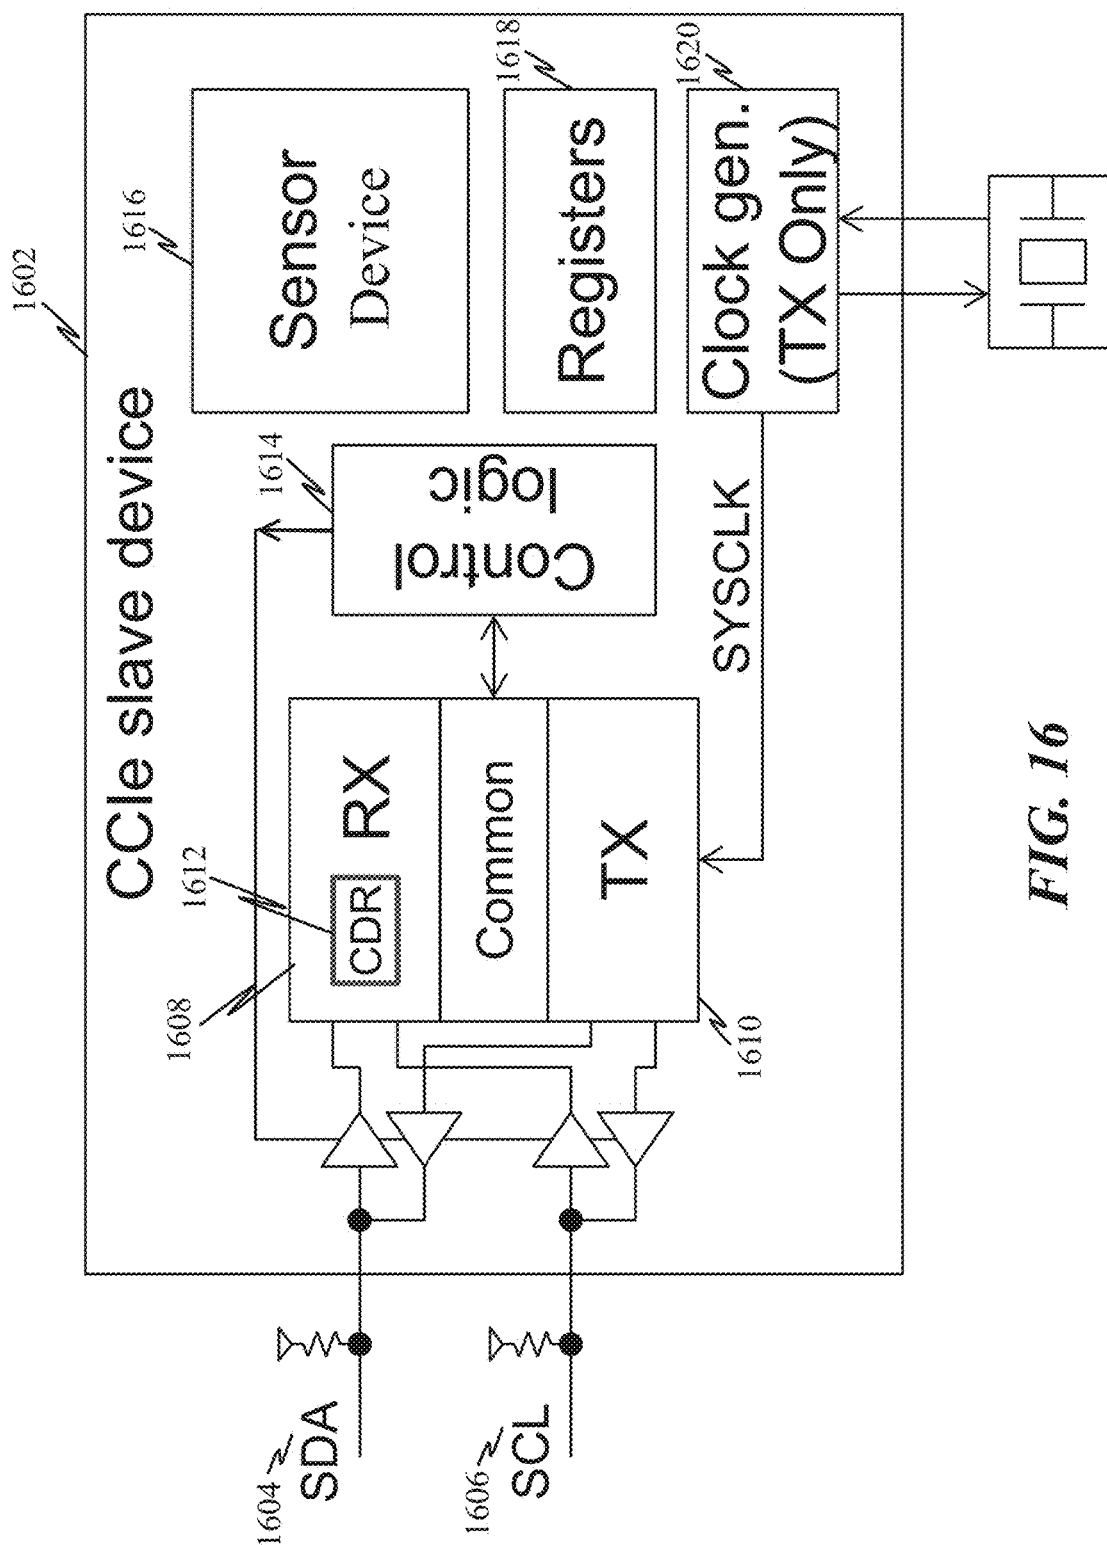 1602
CCIe slave device
1616
Sensor
Device
1618
Registers
1620
Clock gen.
(TX Only)
1614
Control
logic
1612
CDR
RX
1608
Common
TX
1610
SYSCLK
1604
SDA
1606
SCL
FIG. 16